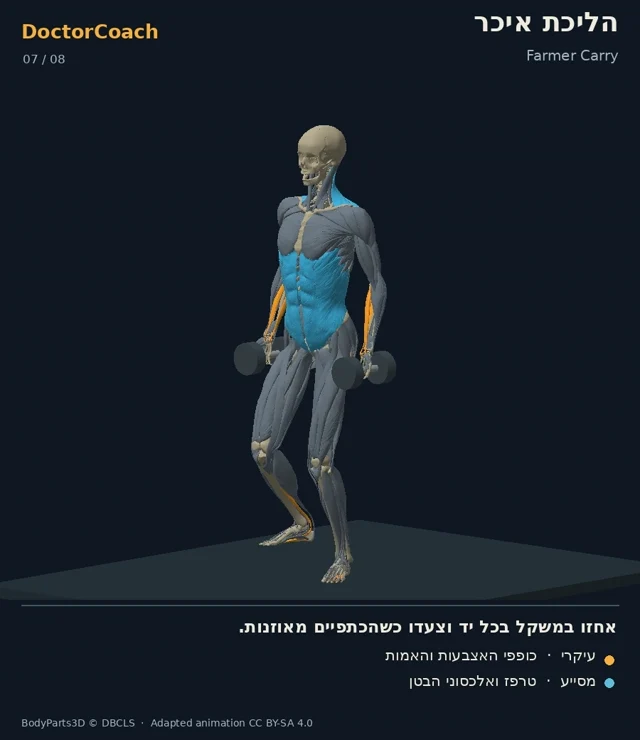 DoctorCoach
הליכת איכר
07 / 08
Farmer Carry
אחזו במשקל בכל יד וצעדו כשהכתפיים מאוזנות.
עיקרי · כופפי האצבעות והאמות
מסייע · טרפז ואלכסוני הבטן
BodyParts3D © DBCLS · Adapted animation CC BY-SA 4.0